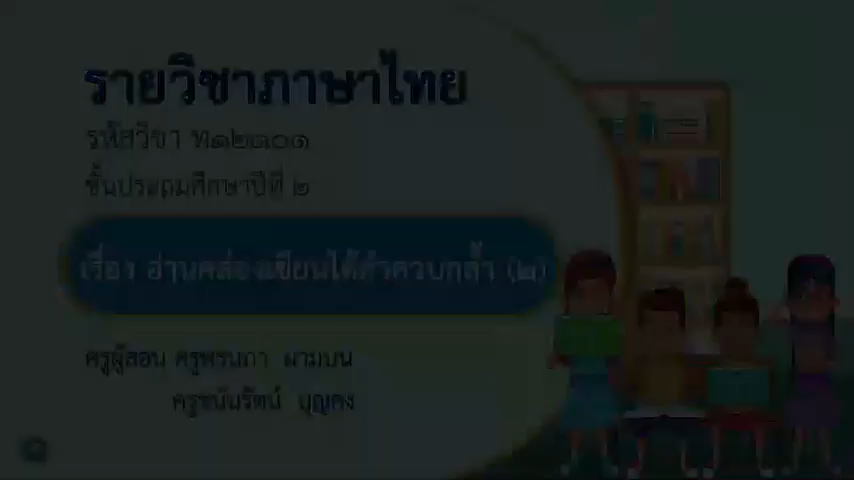 รายวิชาภาษาไทย
รหัสวิชา ท๑๒๑๐๑
ชั้นประถมศึกษาปีที่ ๒
เรื่อง อ่านคล่องเขียนได้คำควบกล้ำ (๒)
ครูผู้สอน